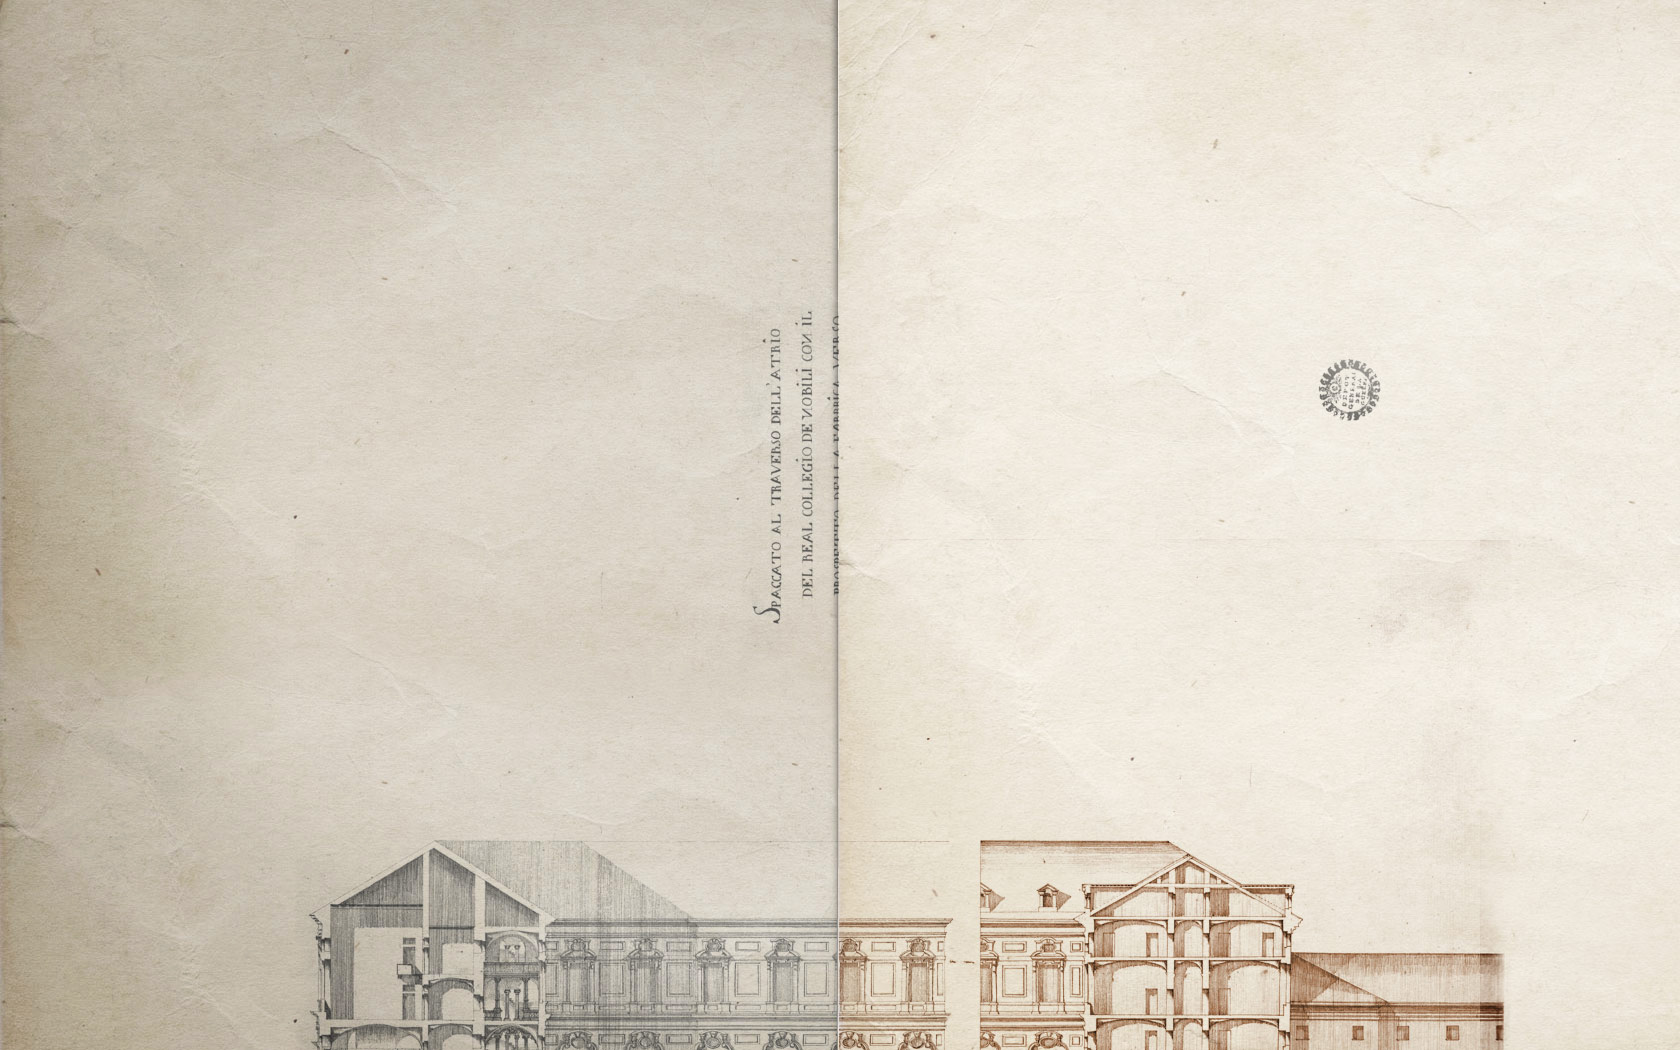 SPACCATO AL TRAVERSO DELL'ATRIO
DEL REAL COLLEGIO DE NOBILI CON IL
PROSPETTO DELLA FABBRICA VERSO